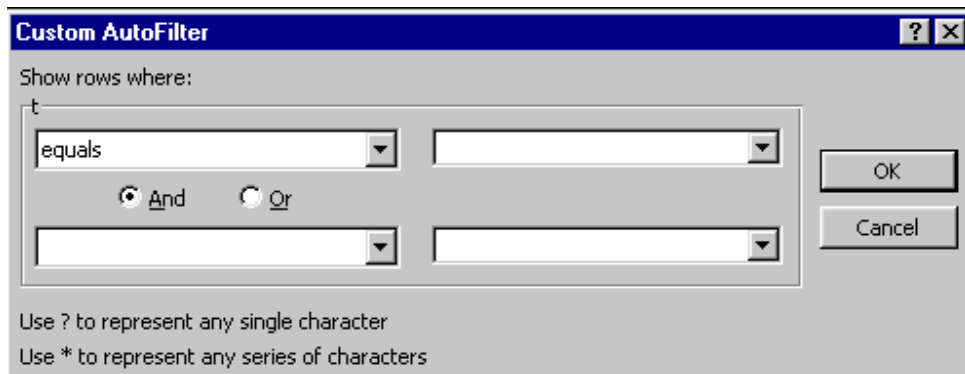 Custom AutoFilter
Show rows where:
t
equals
And Or
OK
Cancel
Use ? to represent any single character
Use * to represent any series of characters